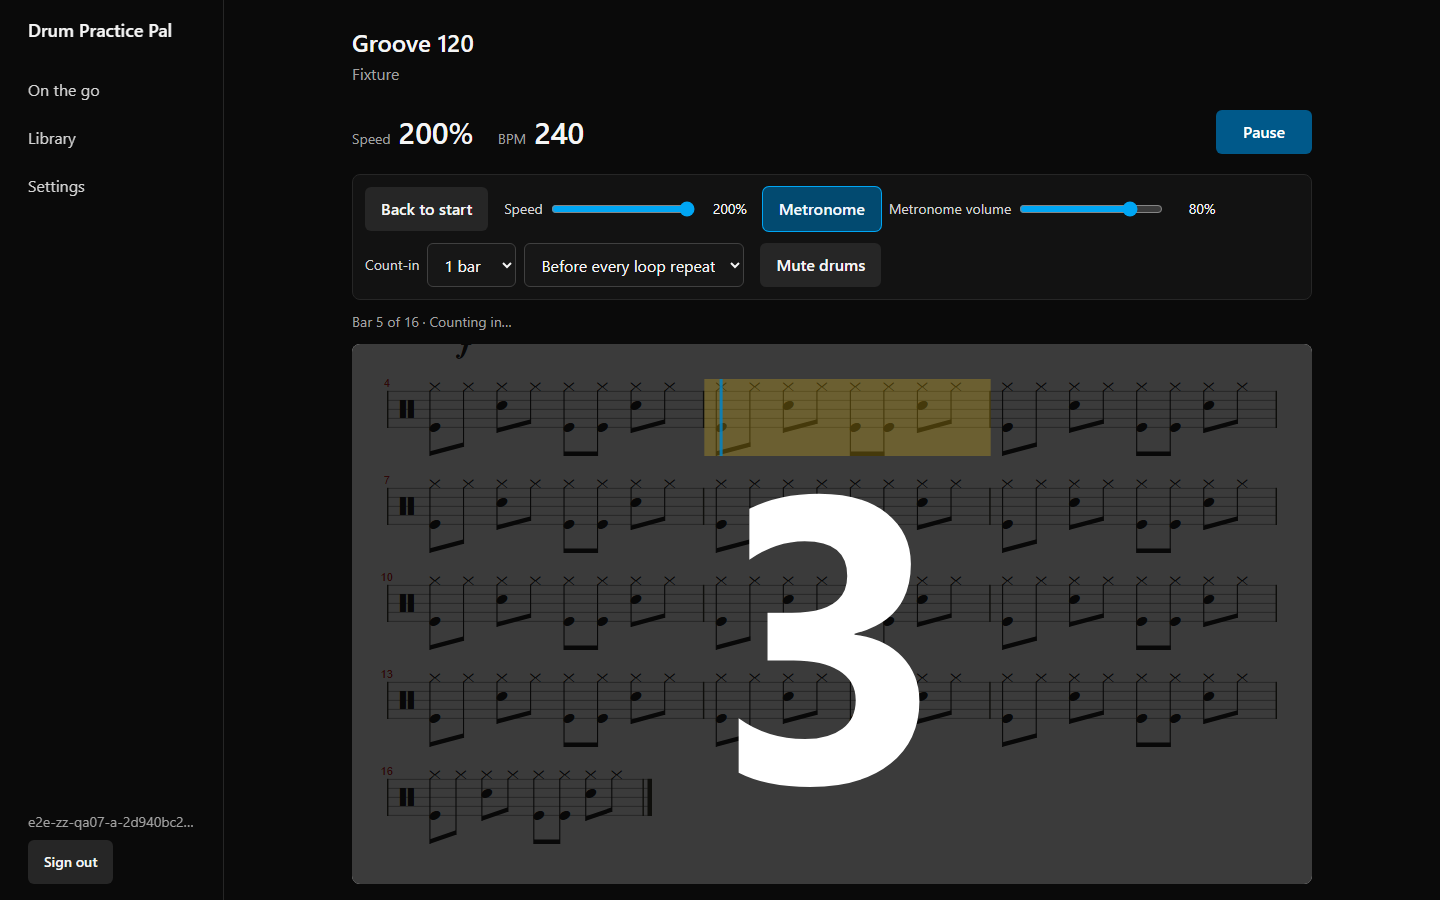 Drum Practice Pal
On the go
Library
Settings
e2e-zz-qa07-a-2d940bc2...
Sign out
Groove 120
Fixture
Speed 200% BPM 240
Pause
Back to start Speed 200% Metronome Metronome volume 80%
Count-in 1 bar Before every loop repeat Mute drums
Bar 5 of 16 · Counting in...
f
4
7
10
13
16
3